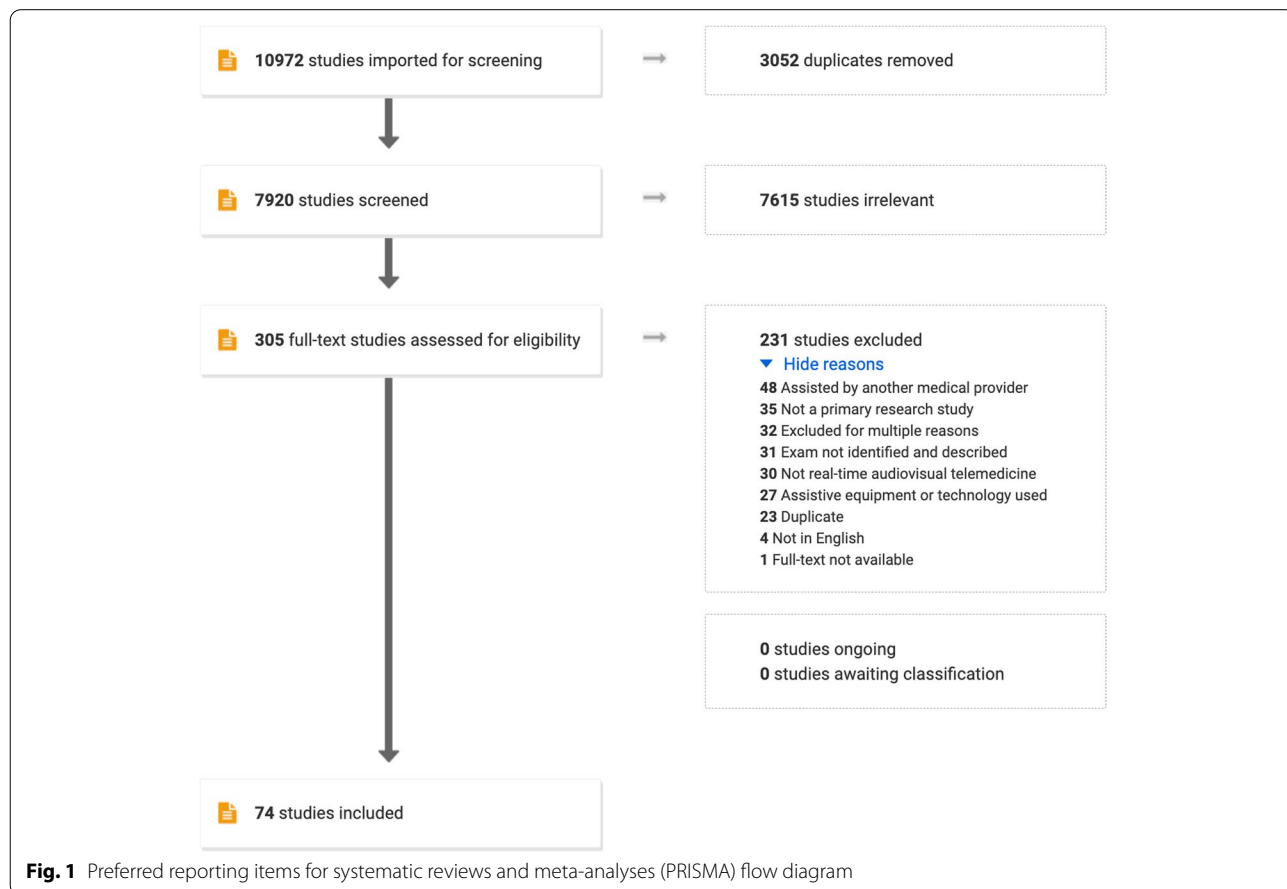 10972 studies imported for screening
3052 duplicates removed
7920 studies screened
7615 studies irrelevant
305 full-text studies assessed for eligibility
231 studies excluded
Hide reasons
48 Assisted by another medical provider
35 Not a primary research study
32 Excluded for multiple reasons
31 Exam not identified and described
30 Not real-time audiovisual telemedicine
27 Assistive equipment or technology used
23 Duplicate
4 Not in English
1 Full-text not available
0 studies ongoing
0 studies awaiting classification
74 studies included
Fig. 1 Preferred reporting items for systematic reviews and meta-analyses (PRISMA) flow diagram